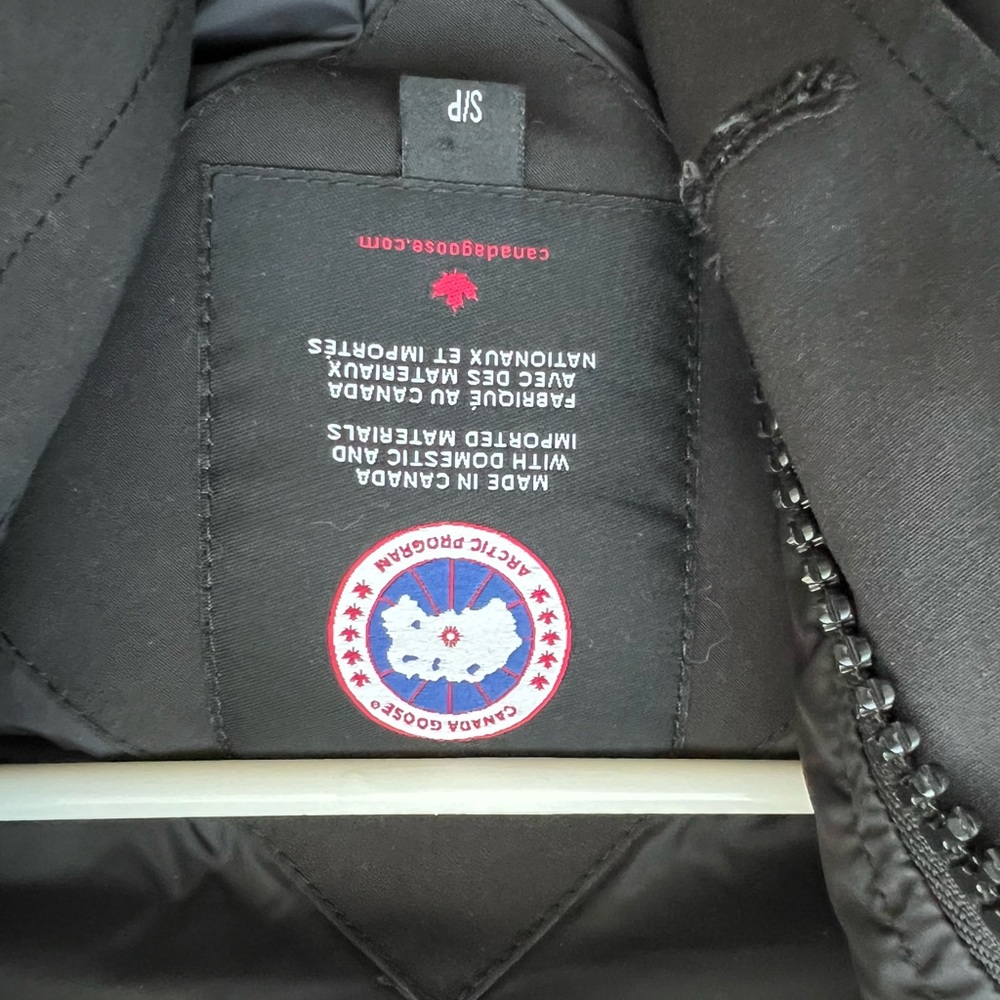 ARCTIC PROGRAM
CANADA GOOSE®
MADE IN CANADA
WITH DOMESTIC AND
IMPORTED MATERIALS
FABRIQUÉ AU CANADA
AVEC DES MATERIAUX
NATIONAUX ET IMPORTÉS
canadagoose.com
S/P